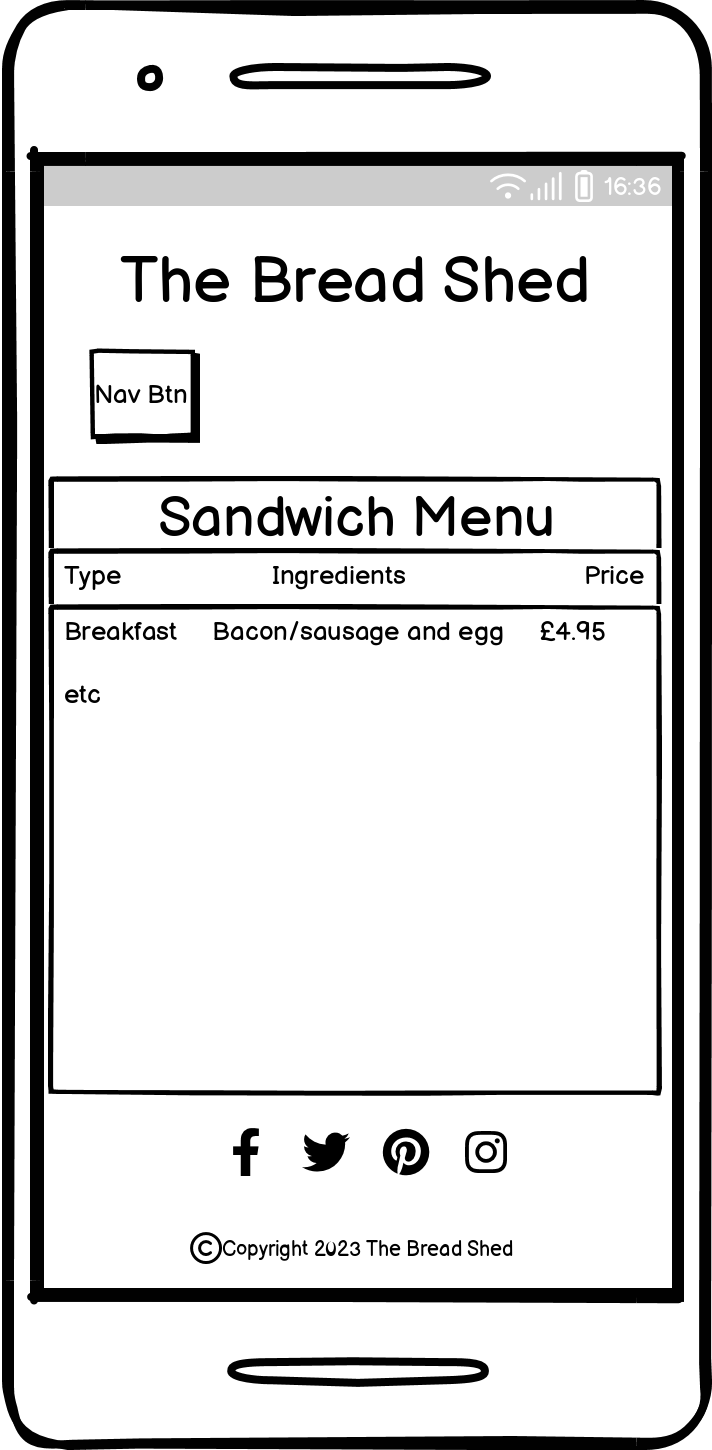 16:36
The Bread Shed
Nav Btn
Sandwich Menu
Type Ingredients Price
Breakfast Bacon/sausage and egg £4.95
etc
©Copyright 2023 The Bread Shed